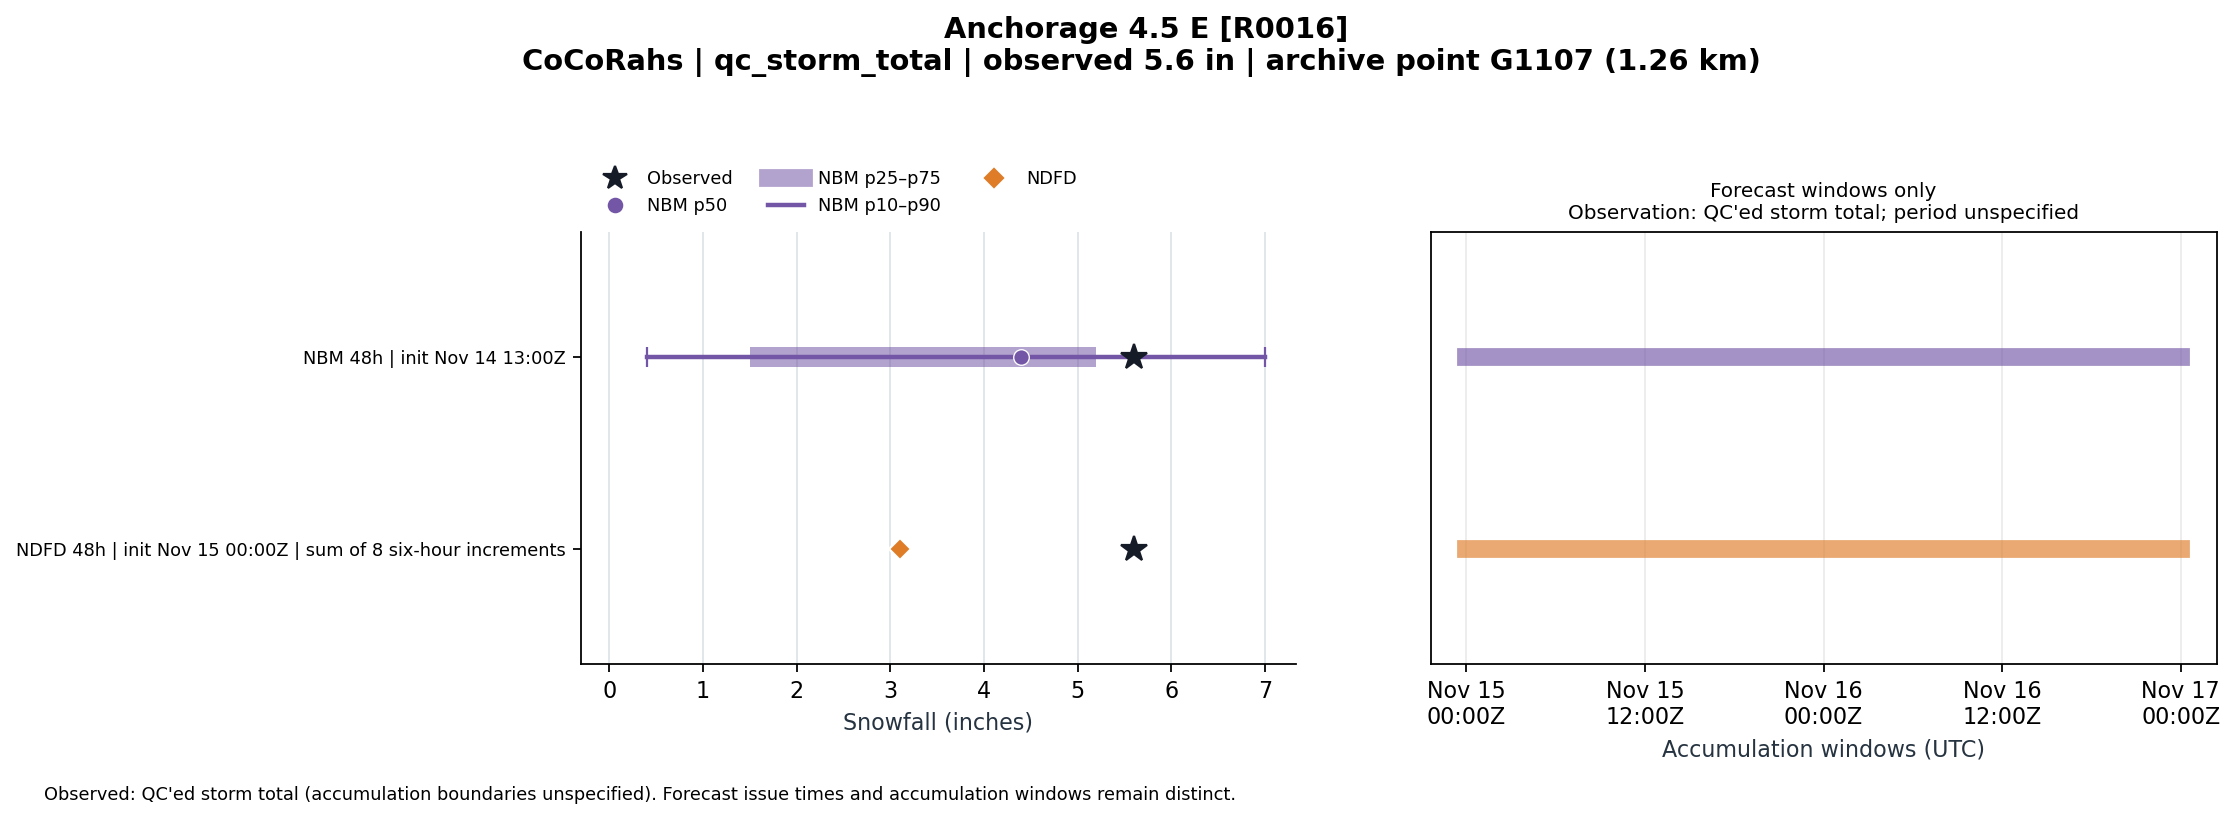 Anchorage 4.5 E [R0016]
CoCoRahs | qc_storm_total | observed 5.6 in | archive point G1107 (1.26 km)
Observed
NBM p25–p75
NDFD
NBM p50
NBM p10–p90
Forecast windows only
Observation: QC'ed storm total; period unspecified
NBM 48h | init Nov 14 13:00Z
NDFD 48h | init Nov 15 00:00Z | sum of 8 six-hour increments
0 1 2 3 4 5 6 7
Snowfall (inches)
Nov 15 Nov 15 Nov 16 Nov 16 Nov 17
00:00Z 12:00Z 00:00Z 12:00Z 00:00Z
Accumulation windows (UTC)
Observed: QC'ed storm total (accumulation boundaries unspecified). Forecast issue times and accumulation windows remain distinct.